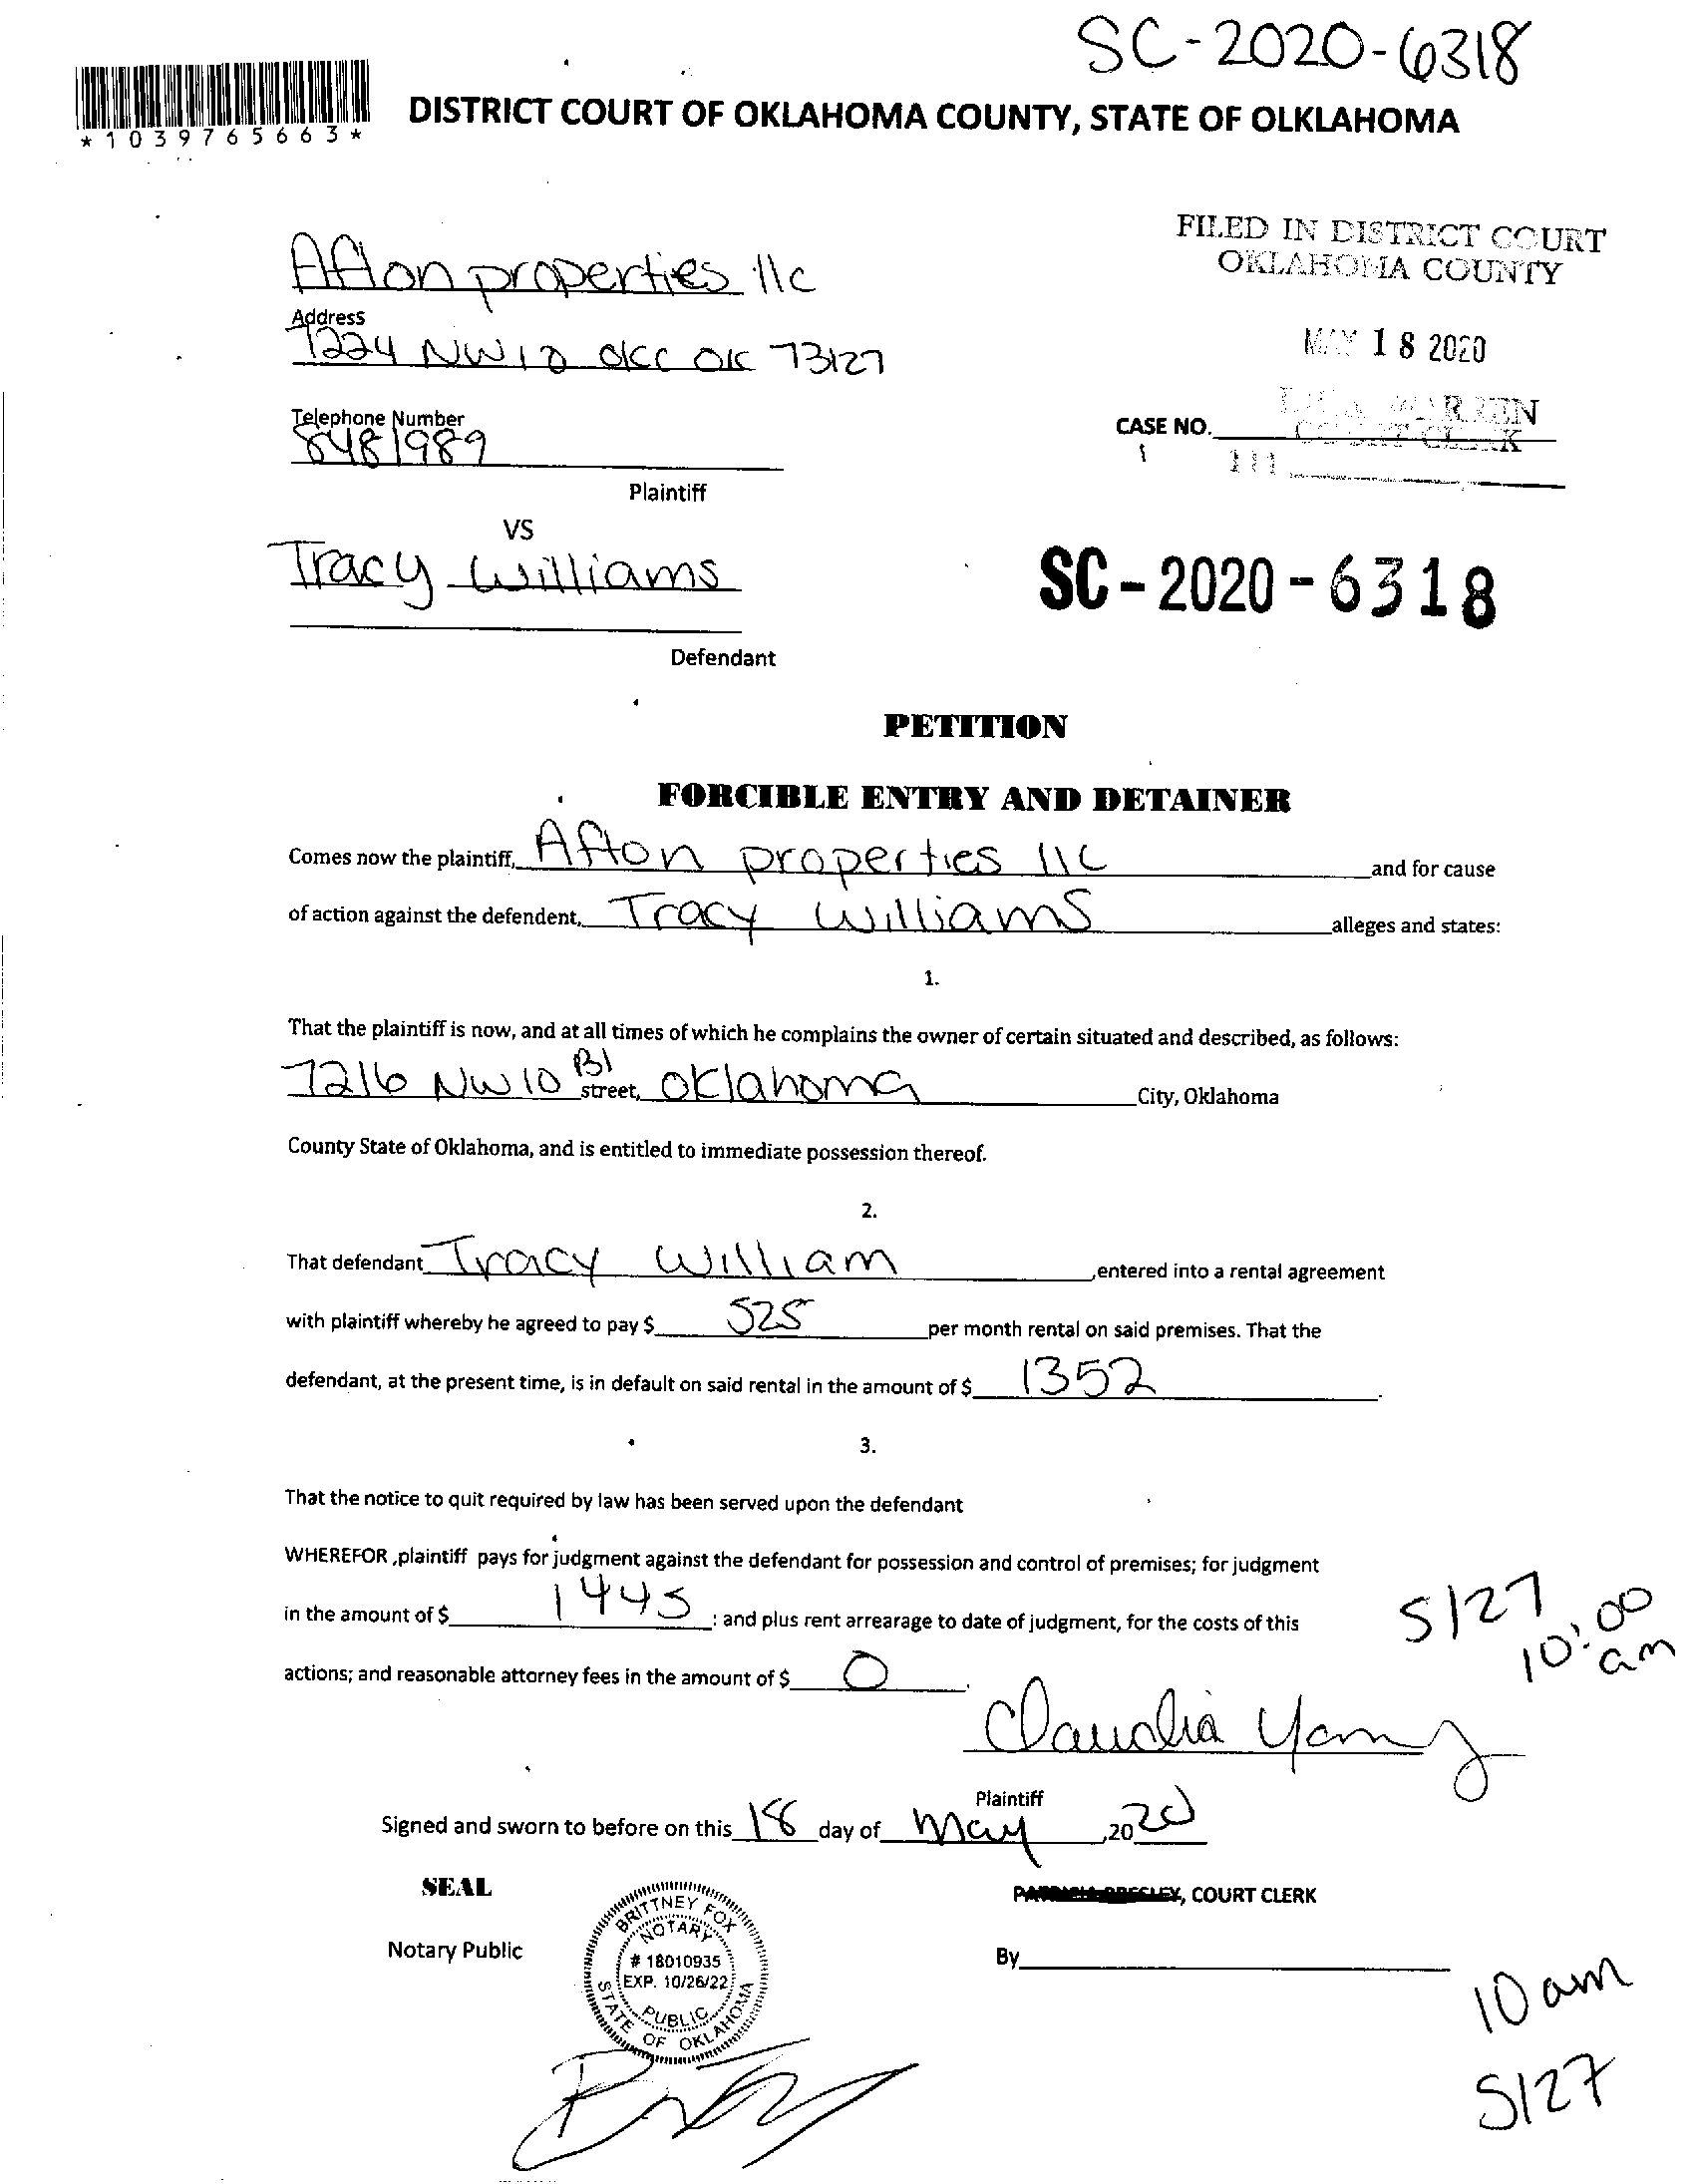 SC-2020-6318
*1039765663*
DISTRICT COURT OF OKLAHOMA COUNTY, STATE OF OLKLAHOMA
FILED IN DISTRICT COURT
OKLAHOMA COUNTY
MAY 18 2020
Afton properties llc
Address
7224 NW 10 OKC OK 73127
Telephone Number
8481989
Plaintiff
CASE NO.
WARREN
COURT CLERK
VS
Tracy Williams
Defendant
SC-2020-6318
PETITION
FORCIBLE ENTRY AND DETAINER
Comes now the plaintiff, Afton properties llc and for cause
of action against the defendent, Tracy Williams alleges and states:
1.
That the plaintiff is now, and at all times of which he complains the owner of certain situated and described, as follows:
7216 NW 10 B1 street, Oklahoma City, Oklahoma
County State of Oklahoma, and is entitled to immediate possession thereof.
2.
That defendant Tracy William ,entered into a rental agreement
with plaintiff whereby he agreed to pay $ 525 per month rental on said premises. That the
defendant, at the present time, is in default on said rental in the amount of $ 1352.
3.
That the notice to quit required by law has been served upon the defendant
WHEREFOR ,plaintiff pays for judgment against the defendant for possession and control of premises; for judgment
in the amount of $ 1445 : and plus rent arrearage to date of judgment, for the costs of this
actions; and reasonable attorney fees in the amount of $ 0.
5/27
10:00
am
Claudia
Plaintiff
Signed and sworn to before on this 18 day of May ,2020
SEAL
Notary Public
BRITTNEY FOX
NOTARY
# 18010935
EXP. 10/26/22
PUBLIC
STATE OF OKLAHOMA
, COURT CLERK
By
10am
5/27